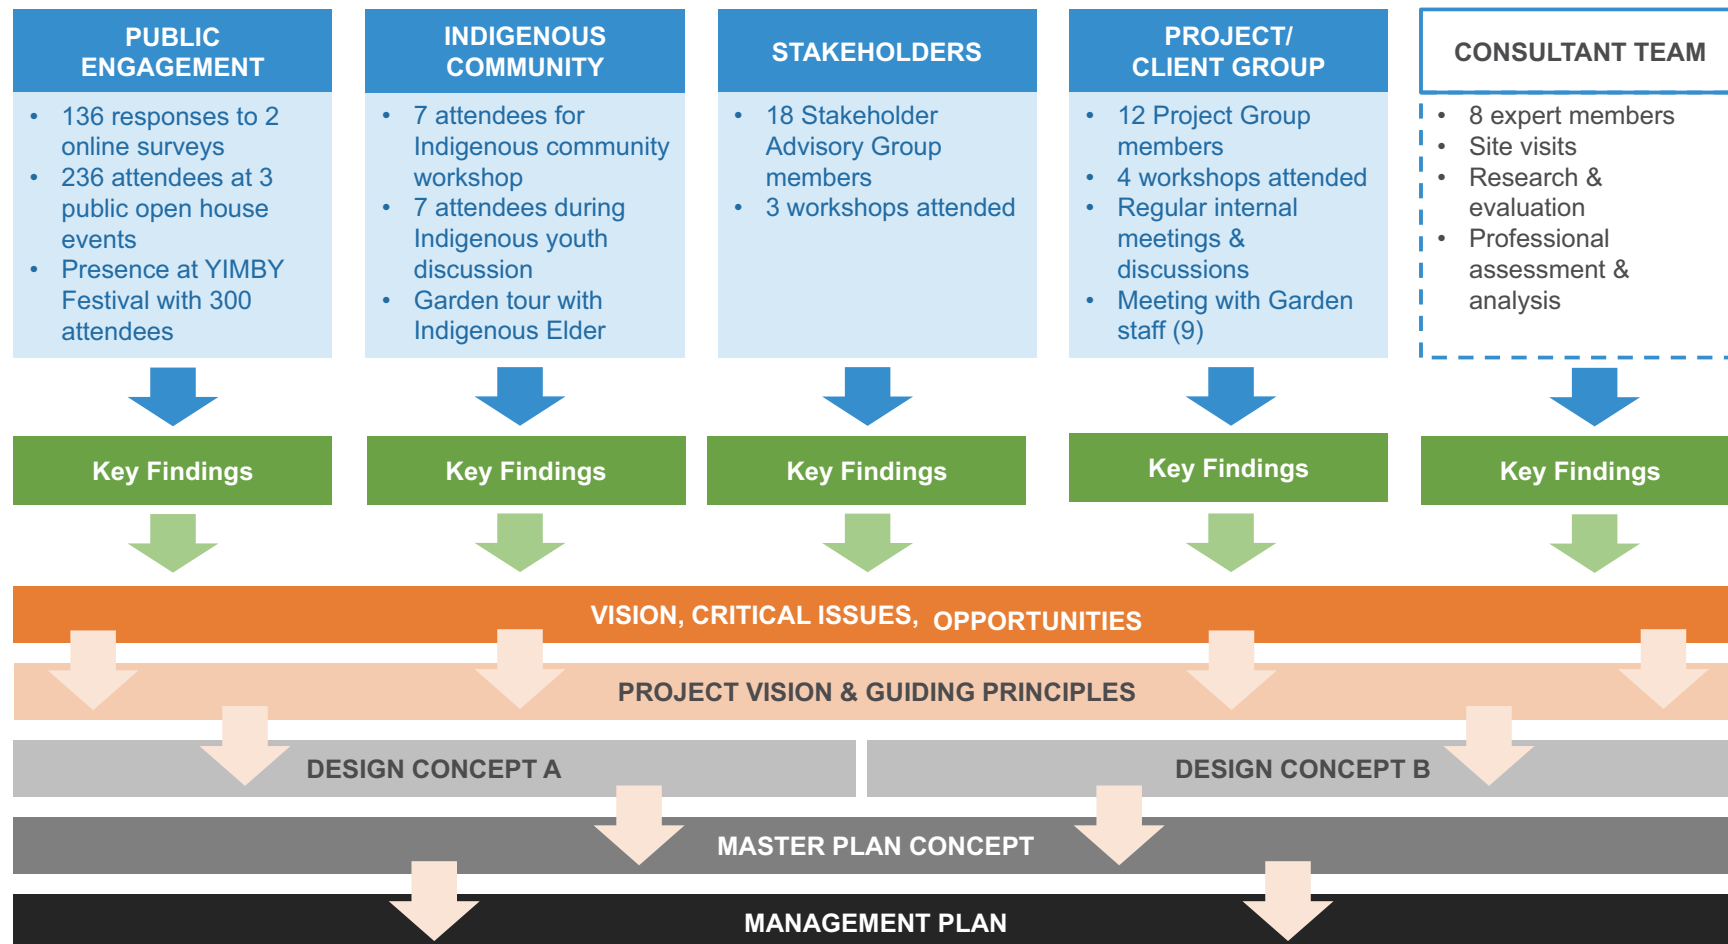 PUBLIC
ENGAGEMENT
• 136 responses to 2
online surveys
• 236 attendees at 3
public open house
events
• Presence at YIMBY
Festival with 300
attendees
INDIGENOUS
COMMUNITY
• 7 attendees for
Indigenous community
workshop
• 7 attendees during
Indigenous youth
discussion
• Garden tour with
Indigenous Elder
STAKEHOLDERS
• 18 Stakeholder
Advisory Group
members
• 3 workshops attended
PROJECT/
CLIENT GROUP
• 12 Project Group
members
• 4 workshops attended
• Regular internal
meetings &
discussions
• Meeting with Garden
staff (9)
CONSULTANT TEAM
• 8 expert members
• Site visits
• Research &
evaluation
• Professional
assessment &
analysis
Key Findings
Key Findings
Key Findings
Key Findings
Key Findings
VISION, CRITICAL ISSUES, OPPORTUNITIES
PROJECT VISION & GUIDING PRINCIPLES
DESIGN CONCEPT A
DESIGN CONCEPT B
MASTER PLAN CONCEPT
MANAGEMENT PLAN